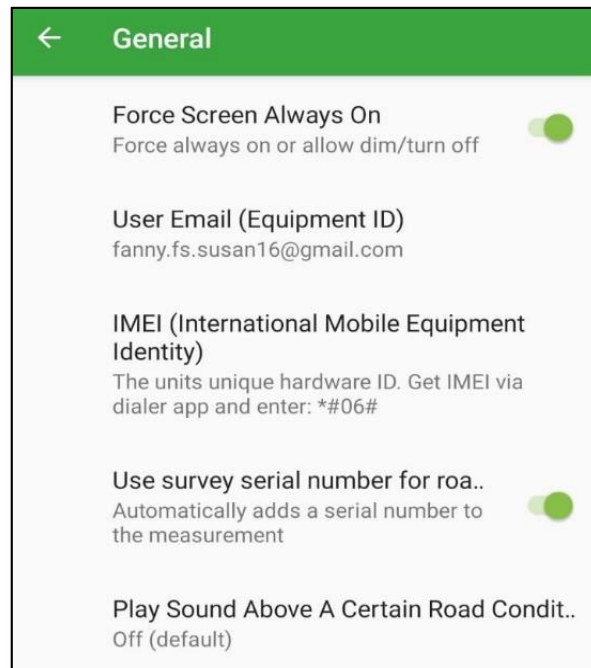 General
Force Screen Always On
Force always on or allow dim/turn off
User Email (Equipment ID)
fanny.fs.susan16@gmail.com
IMEI (International Mobile Equipment
Identity)
The units unique hardware ID. Get IMEI via
dialer app and enter: *#06#
Use survey serial number for roa..
Automatically adds a serial number to
the measurement
Play Sound Above A Certain Road Condit..
Off (default)